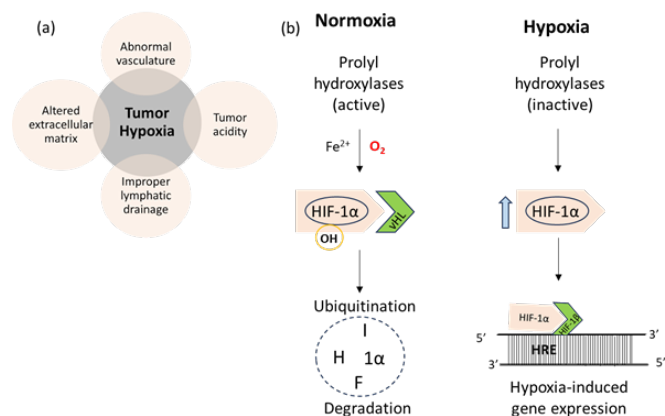 (a)
Abnormal
vasculature
Altered
extracellular
matrix
Tumor
Hypoxia
Tumor
acidity
Improper
lymphatic
drainage
(b)
Normoxia
Prolyl
hydroxylases
(active)
Fe²⁺ O₂
HIF-1α
vHL
OH
Ubiquitination
I
H 1α
F
Degradation
Hypoxia
Prolyl
hydroxylases
(inactive)
HIF-1α
HIF-1α
HIF-1β
5’ 3’
HRE
3’ 5’
Hypoxia-induced
gene expression